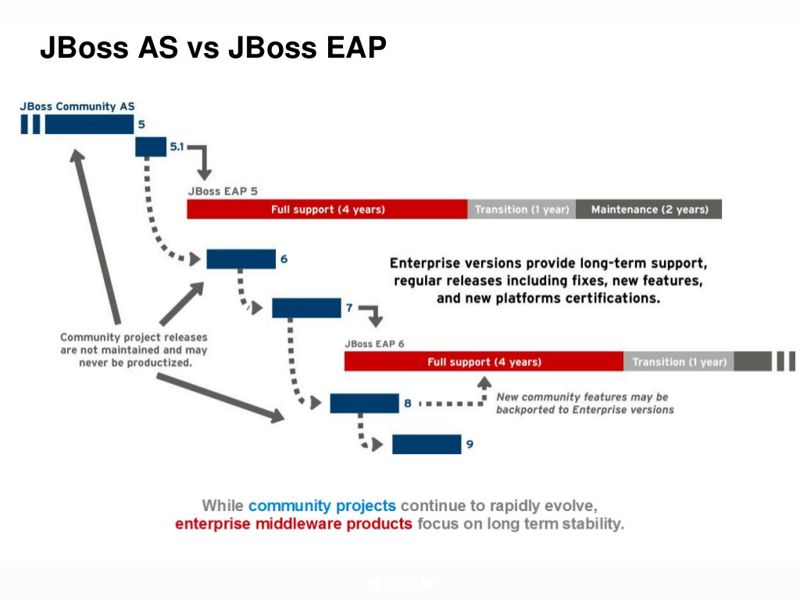 JBoss AS vs JBoss EAP
JBoss Community AS
5
5.1
JBoss EAP 5
Full support (4 years) Transition (1 year) Maintenance (2 years)
6
Enterprise versions provide long-term support,
regular releases including fixes, new features,
and new platforms certifications.
7
Community project releases
are not maintained and may
never be productized.
JBoss EAP 6
Full support (4 years) Transition (1 year)
8
New community features may be
backported to Enterprise versions
9
While community projects continue to rapidly evolve,
enterprise middleware products focus on long term stability.